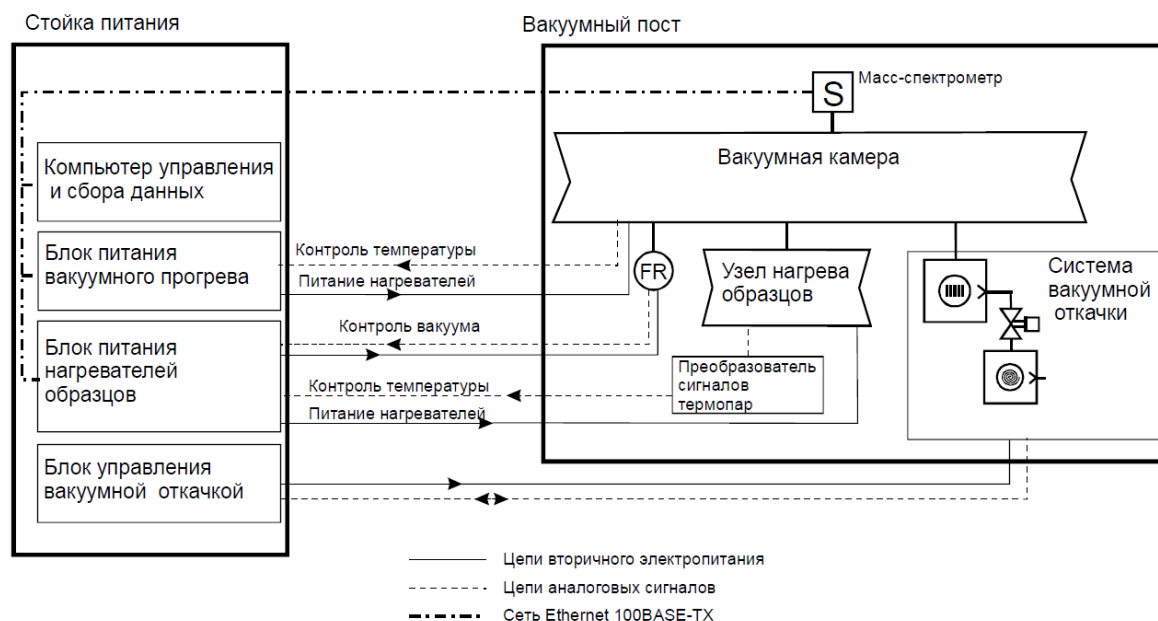 Стойка питания
Вакуумный пост
Масс-спектрометр
S
Вакуумная камера
Компьютер управления
и сбора данных
Блок питания
вакуумного прогрева
Контроль температуры
Питание нагревателей
FR
Узел нагрева
образцов
Система
вакуумной
откачки
Контроль вакуума
Блок питания
нагревателей
образцов
Контроль температуры
Питание нагревателей
Преобразователь
сигналов
термопар
Блок управления
вакуумной откачкой
Цепи вторичного электропитания
Цепи аналоговых сигналов
Сеть Ethernet 100BASE-TX